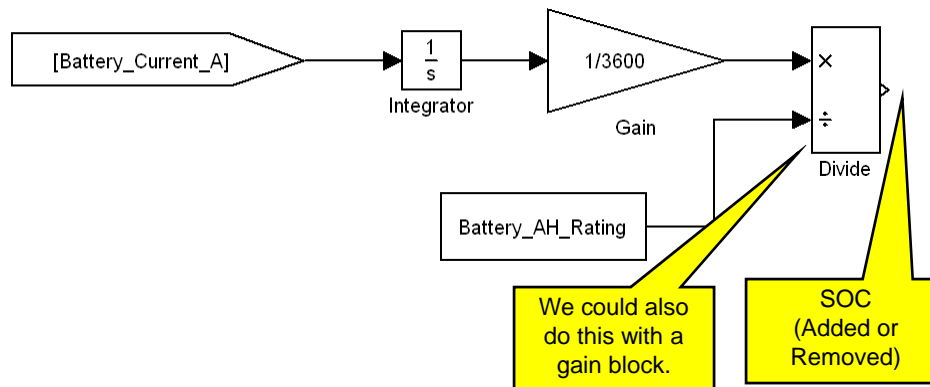 [Battery_Current_A]
1
s
Integrator
1/3600
Gain
×
÷
Divide
Battery_AH_Rating
We could also
do this with a
gain block.
SOC
(Added or
Removed)